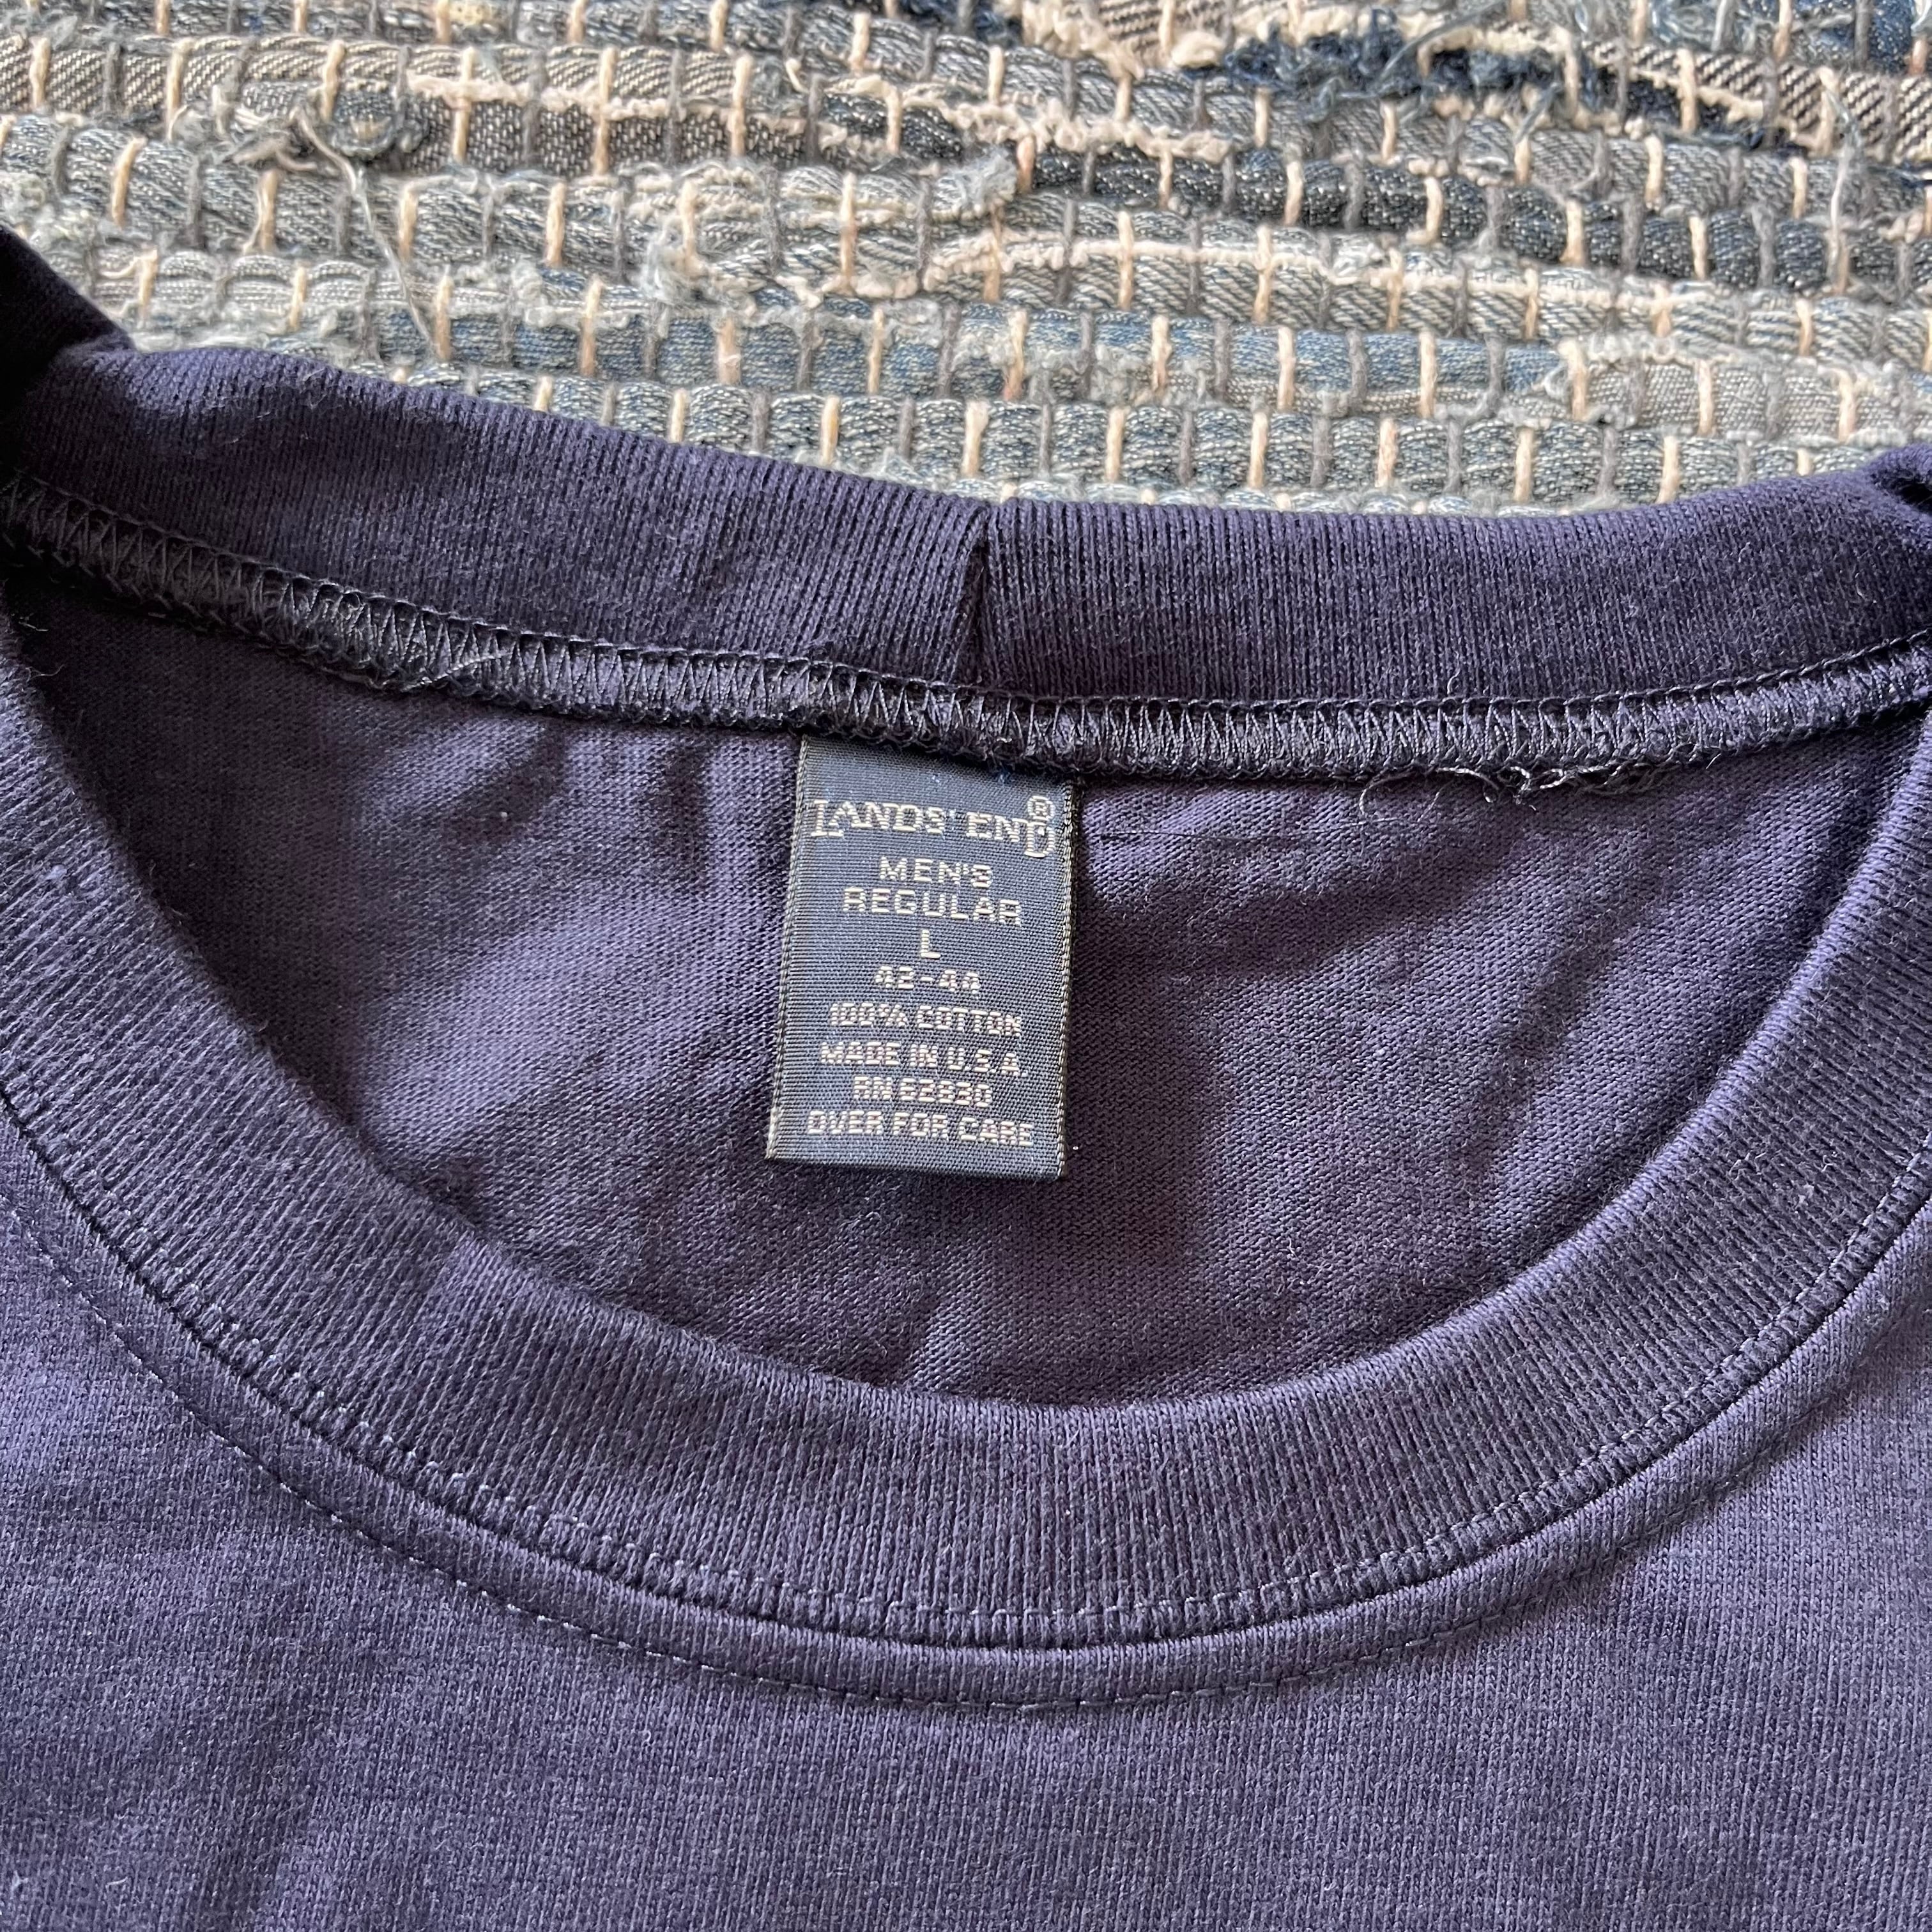 LANDS' END®
MEN'S
REGULAR
L
42-44
100% COTTON
MADE IN U.S.A.
RN 62830
OVER FOR CARE